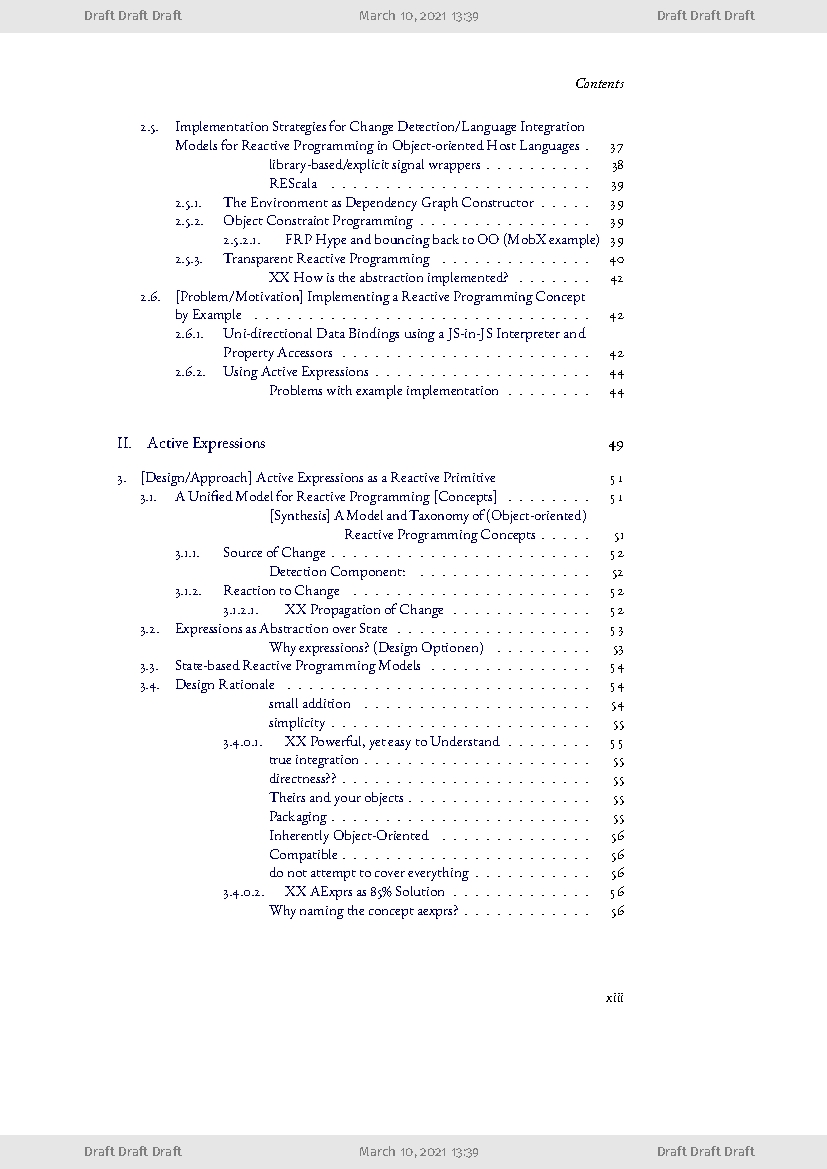 Draft Draft Draft March 10, 2021 13:39 Draft Draft Draft
Contents
2.5. Implementation Strategies for Change Detection/Language Integration
Models for Reactive Programming in Object-oriented Host Languages . 37
library-based/explicit signal wrappers . . . . . . . . . . 38
REScala . . . . . . . . . . . . . . . . . . . . . . . . 39
2.5.1. The Environment as Dependency Graph Constructor . . . . . 39
2.5.2. Object Constraint Programming . . . . . . . . . . . . . . . . 39
2.5.2.1. FRP Hype and bouncing back to OO (MobX example) 39
2.5.3. Transparent Reactive Programming . . . . . . . . . . . . . . 40
XX How is the abstraction implemented? . . . . . . . 42
2.6. [Problem/Motivation] Implementing a Reactive Programming Concept
by Example . . . . . . . . . . . . . . . . . . . . . . . . . . . . . . . 42
2.6.1. Uni-directional Data Bindings using a JS-in-JS Interpreter and
Property Accessors . . . . . . . . . . . . . . . . . . . . . . . 42
2.6.2. Using Active Expressions . . . . . . . . . . . . . . . . . . . . 44
Problems with example implementation . . . . . . . . 44
II. Active Expressions 49
3. [Design/Approach] Active Expressions as a Reactive Primitive 51
3.1. A Unified Model for Reactive Programming [Concepts] . . . . . . . . 51
[Synthesis] A Model and Taxonomy of (Object-oriented)
Reactive Programming Concepts . . . . . 51
3.1.1. Source of Change . . . . . . . . . . . . . . . . . . . . . . . . 52
Detection Component: . . . . . . . . . . . . . . . . 52
3.1.2. Reaction to Change . . . . . . . . . . . . . . . . . . . . . . 52
3.1.2.1. XX Propagation of Change . . . . . . . . . . . . . 52
3.2. Expressions as Abstraction over State . . . . . . . . . . . . . . . . . . 53
Why expressions? (Design Optionen) . . . . . . . . . 53
3.3. State-based Reactive Programming Models . . . . . . . . . . . . . . . 54
3.4. Design Rationale . . . . . . . . . . . . . . . . . . . . . . . . . . . . 54
small addition . . . . . . . . . . . . . . . . . . . . . 54
simplicity . . . . . . . . . . . . . . . . . . . . . . . . 55
3.4.0.1. XX Powerful, yet easy to Understand . . . . . . . . 55
true integration . . . . . . . . . . . . . . . . . . . . . 55
directness?? . . . . . . . . . . . . . . . . . . . . . . . 55
Theirs and your objects . . . . . . . . . . . . . . . . . 55
Packaging . . . . . . . . . . . . . . . . . . . . . . . . 55
Inherently Object-Oriented . . . . . . . . . . . . . . 56
Compatible . . . . . . . . . . . . . . . . . . . . . . . 56
do not attempt to cover everything . . . . . . . . . . . 56
3.4.0.2. XX AExprs as 85% Solution . . . . . . . . . . . . . 56
Why naming the concept aexprs? . . . . . . . . . . . . 56
xiii
Draft Draft Draft March 10, 2021 13:39 Draft Draft Draft